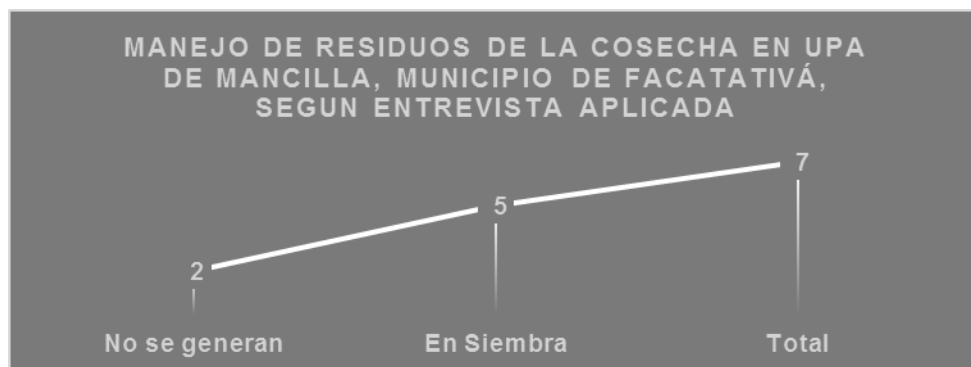 MANEJO DE RESIDUOS DE LA COSECHA EN UPA
DE MANCILLA, MUNICIPIO DE FACATATIVÁ,
SEGUN ENTREVISTA APLICADA
7
5
2
No se generan En Siembra Total